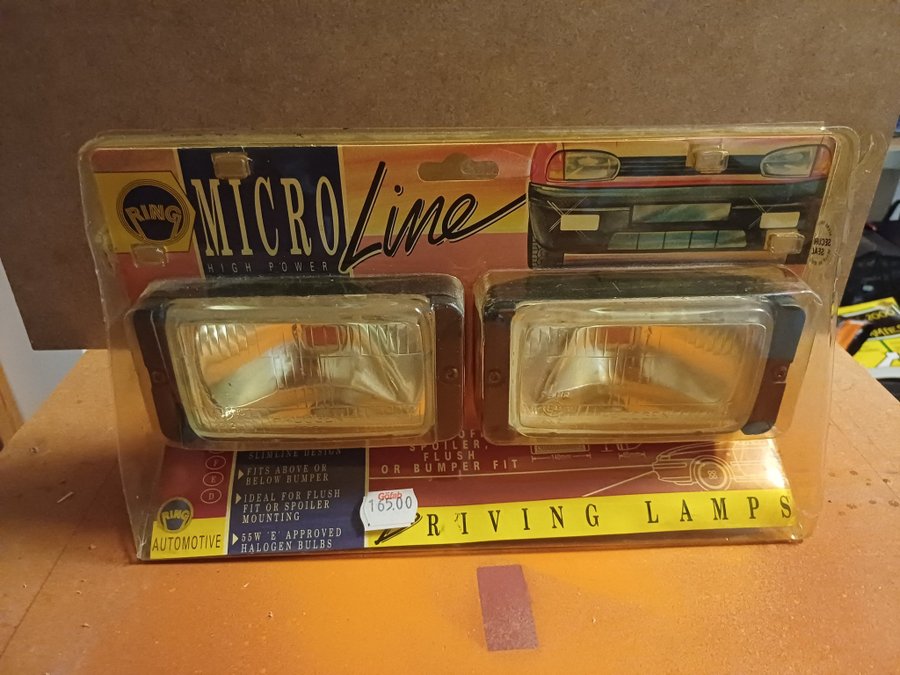 RING
MICRO Line
HIGH POWER
SLIMLINE DESIGN
FITS ABOVE OR
BELOW BUMPER
IDEAL FOR FLUSH
FIT OR SPOILER
MOUNTING
55W 'E' APPROVED
HALOGEN BULBS
SPOILER,
FLUSH
OR BUMPER FIT
165.00
DRIVING LAMPS
RING
AUTOMOTIVE